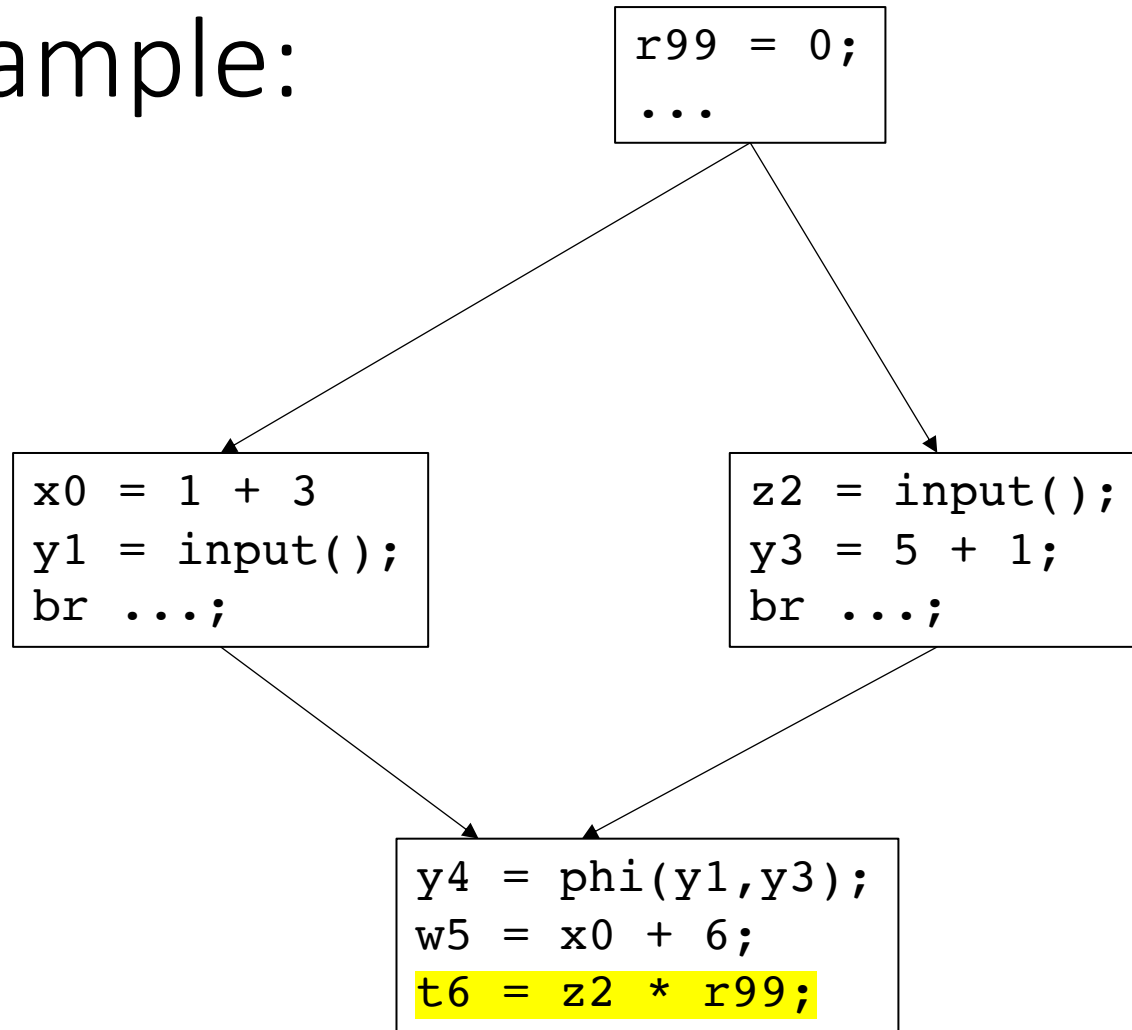 ample:
r99 = 0;
...
x0 = 1 + 3
y1 = input();
br ...;
z2 = input();
y3 = 5 + 1;
br ...;
y4 = phi(y1,y3);
w5 = x0 + 6;
t6 = z2 * r99;